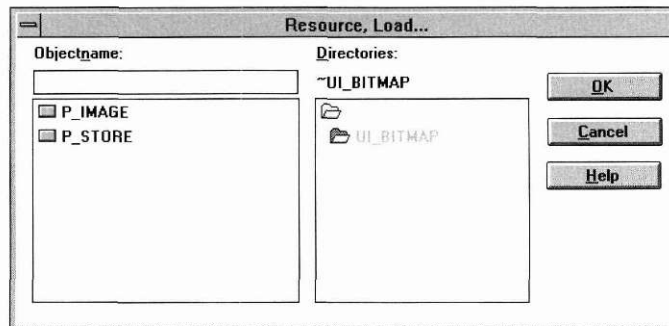 Resource, Load...
Objectname:
P_IMAGE
P_STORE
Directories:
~UI_BITMAP
UI_BITMAP
OK
Cancel
Help